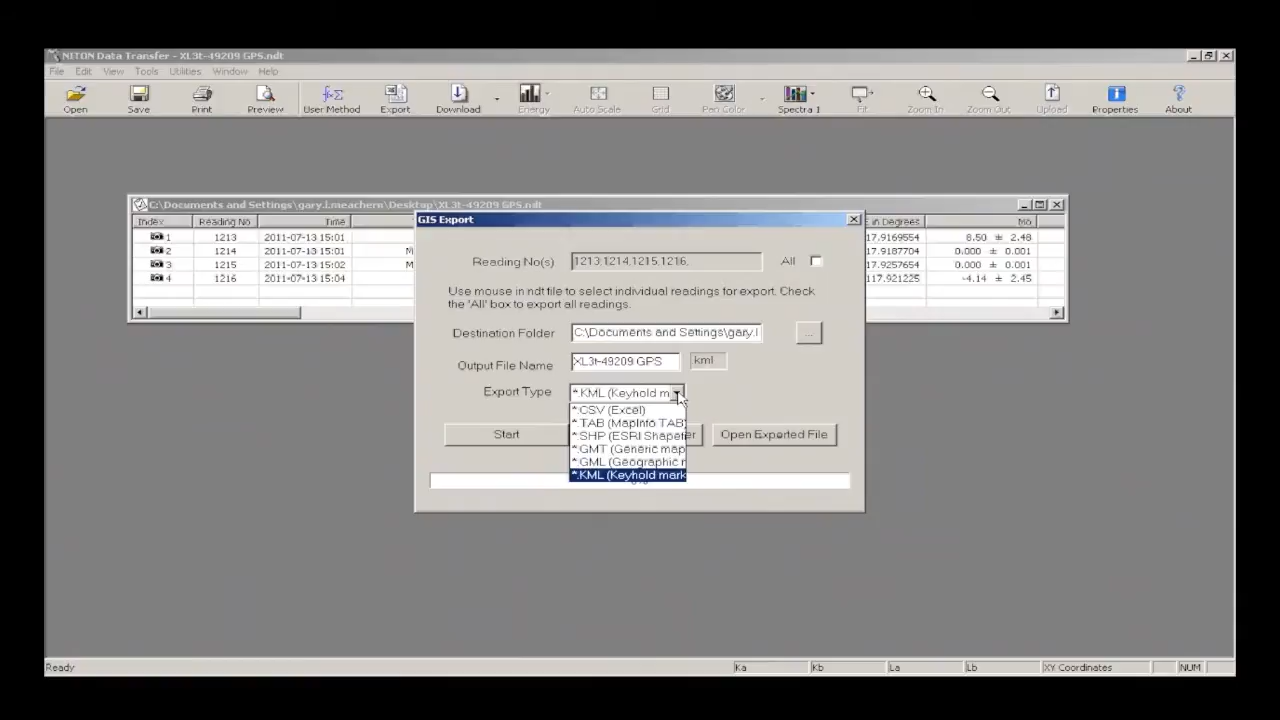 NITON Data Transfer - XL3t-49209 GPS.ndt
File Edit View Tools Utilities Window Help
Open Save Print Preview User Method Export Download Energy Auto Scale Grid Pen Color Spectra 1 Fit Zoom In Zoom Out Upload Properties About
C:\Documents and Settings\gary.l.meachern\Desktop\XL3t-49209 GPS.ndt
Index Reading No Time E in Degrees Mo
1 1213 2011-07-13 15:01 17.9169554 8.50 ± 2.48
2 1214 2011-07-13 15:01 M 17.9187704 0.000 ± 0.001
3 1215 2011-07-13 15:02 M 17.9257654 0.000 ± 0.001
4 1216 2011-07-13 15:04 117.921225 -4.14 ± 2.45
GIS Export
Reading No(s) 1213,1214,1215,1216, All
Use mouse in ndt file to select individual readings for export. Check
the 'All' box to export all readings.
Destination Folder C:\Documents and Settings\gary.l ...
Output File Name XL3t-49209 GPS kml
Export Type *.KML (Keyhold m
*.CSV (Excel)
*.TAB (MapInfo TAB)
*.SHP (ESRI Shapefi
*.GMT (Generic map
*.GML (Geographic r
*.KML (Keyhold mark
Start er Open Exported File
Ready Ka Kb La Lb XY Coordinates NUM